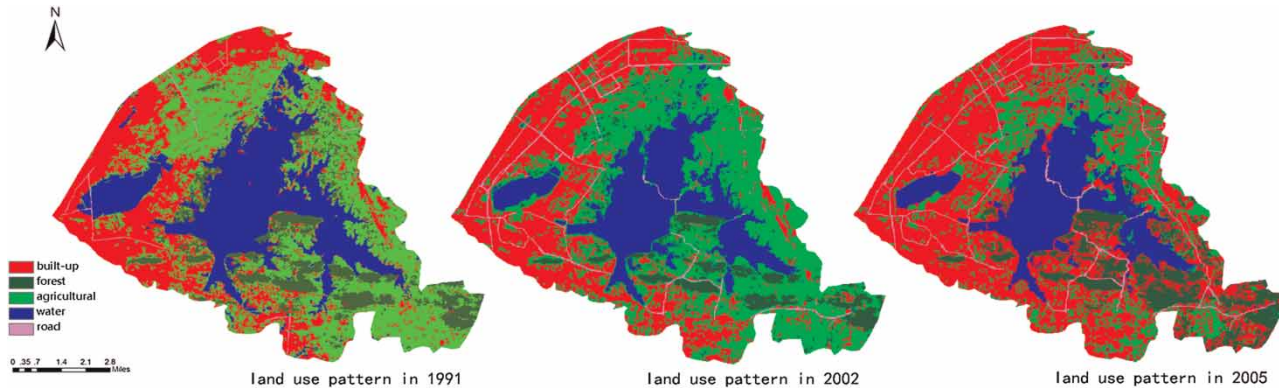 N
built-up
forest
agricultural
water
road
0 .35 .7 1.4 2.1 2.8
Miles
land use pattern in 1991
land use pattern in 2002
land use pattern in 2005